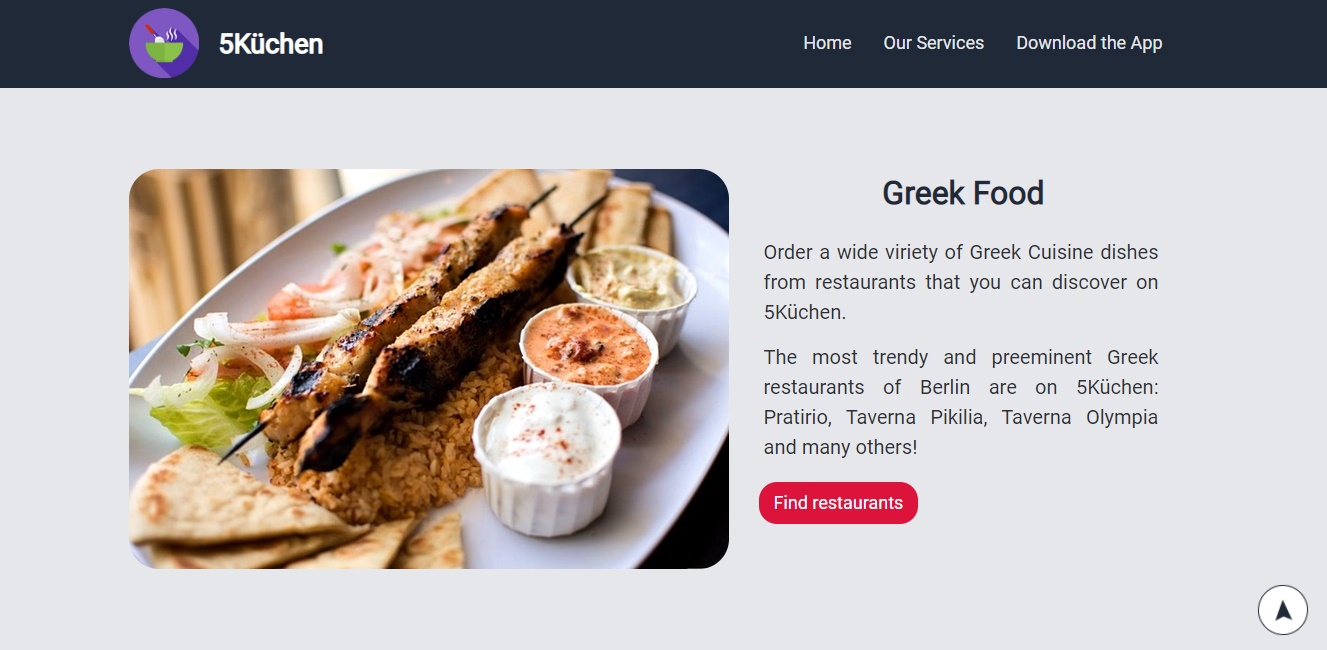 5Küchen
Home Our Services Download the App
Greek Food
Order a wide viriety of Greek Cuisine dishes
from restaurants that you can discover on
5Küchen.
The most trendy and preeminent Greek
restaurants of Berlin are on 5Küchen:
Pratirio, Taverna Pikilia, Taverna Olympia
and many others!
Find restaurants